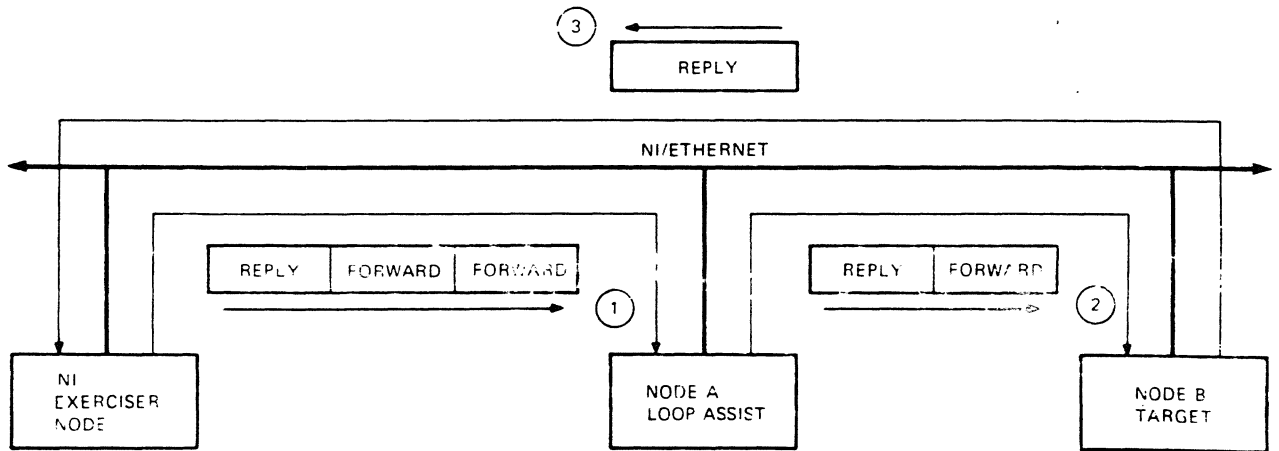 3
REPLY
NI/ETHERNET
REPLY FORWARD FORWARD
1
REPLY FORWARD
2
NI
EXERCISER
NODE
NODE A
LOOP ASSIST
NODE B
TARGET